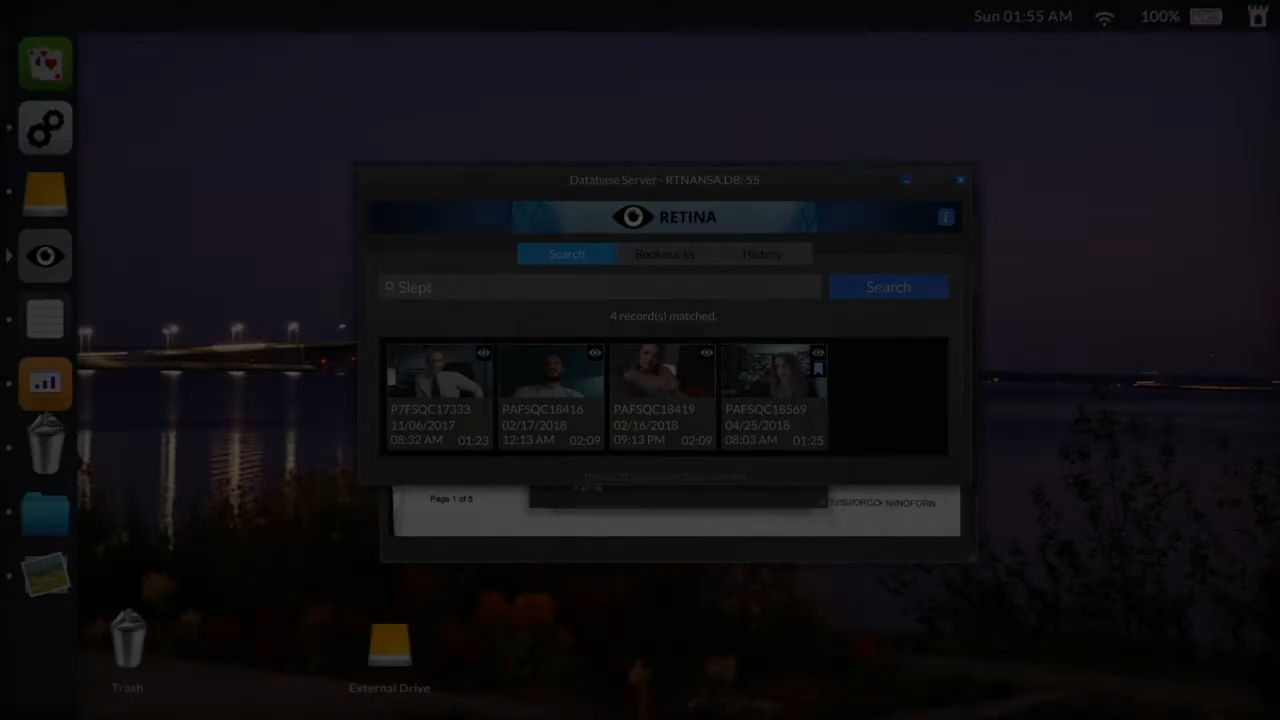 Sun 01:55 AM
100%
Database Server - RTNANSA.DB: 55
RETINA
i
Search
Bookmarks
History
Slept
Search
4 record(s) matched.
P7FSQC17333
11/06/2017
08:32 AM
01:23
PAFSQC18416
02/17/2018
12:13 AM
02:09
PAFSQC18419
02/16/2018
09:13 PM
02:09
PAFSQC18569
04/25/2018
08:03 AM
01:25
Page 1 of 5
Trash
External Drive